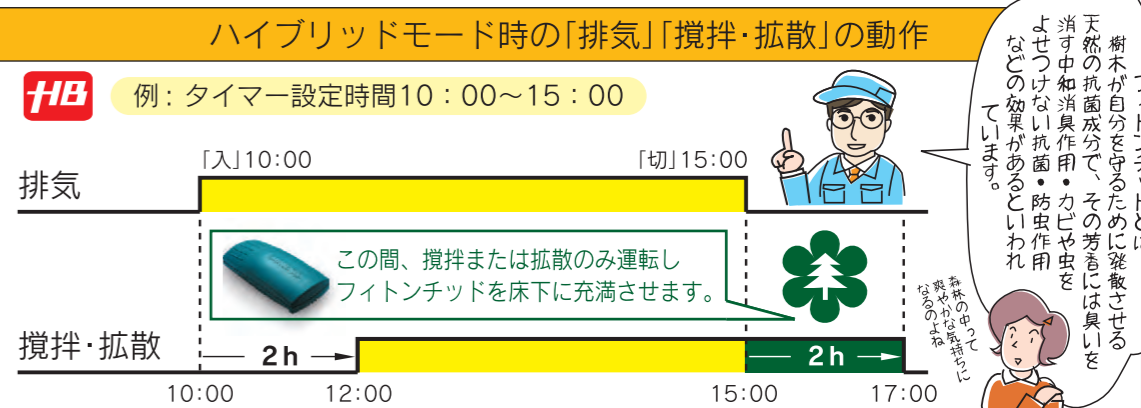 ハイブリッドモード時の「排気」「撹拌・拡散」の動作
HB
例：タイマー設定時間10：00～15：00
「入」10:00
「切」15:00
排気
この間、撹拌または拡散のみ運転し
フィトンチッドを床下に充満させます。
撹拌・拡散
2h
2h
10:00
12:00
15:00
17:00
樹木が自分を守るために発散させる
天然の抗菌成分で、その芳香には臭いを
消す中和消臭作用・カビや虫を
よせつけない抗菌・防虫作用
などの効果があるといわれ
ています。
森林の中って
爽やかな気持ちに
なるのよね